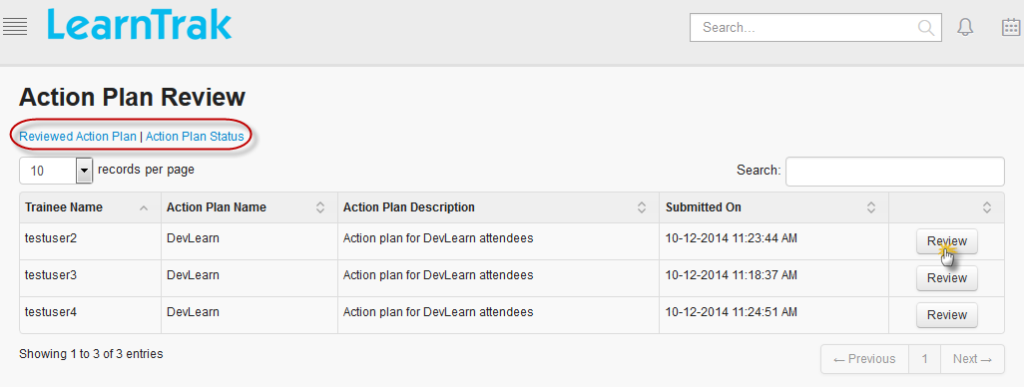 LearnTrak
Search...
Action Plan Review
Reviewed Action Plan | Action Plan Status
10 records per page Search:
Trainee Name Action Plan Name Action Plan Description Submitted On
testuser2 DevLearn Action plan for DevLearn attendees 10-12-2014 11:23:44 AM Review
testuser3 DevLearn Action plan for DevLearn attendees 10-12-2014 11:18:37 AM Review
testuser4 DevLearn Action plan for DevLearn attendees 10-12-2014 11:24:51 AM Review
Showing 1 to 3 of 3 entries ← Previous 1 Next →